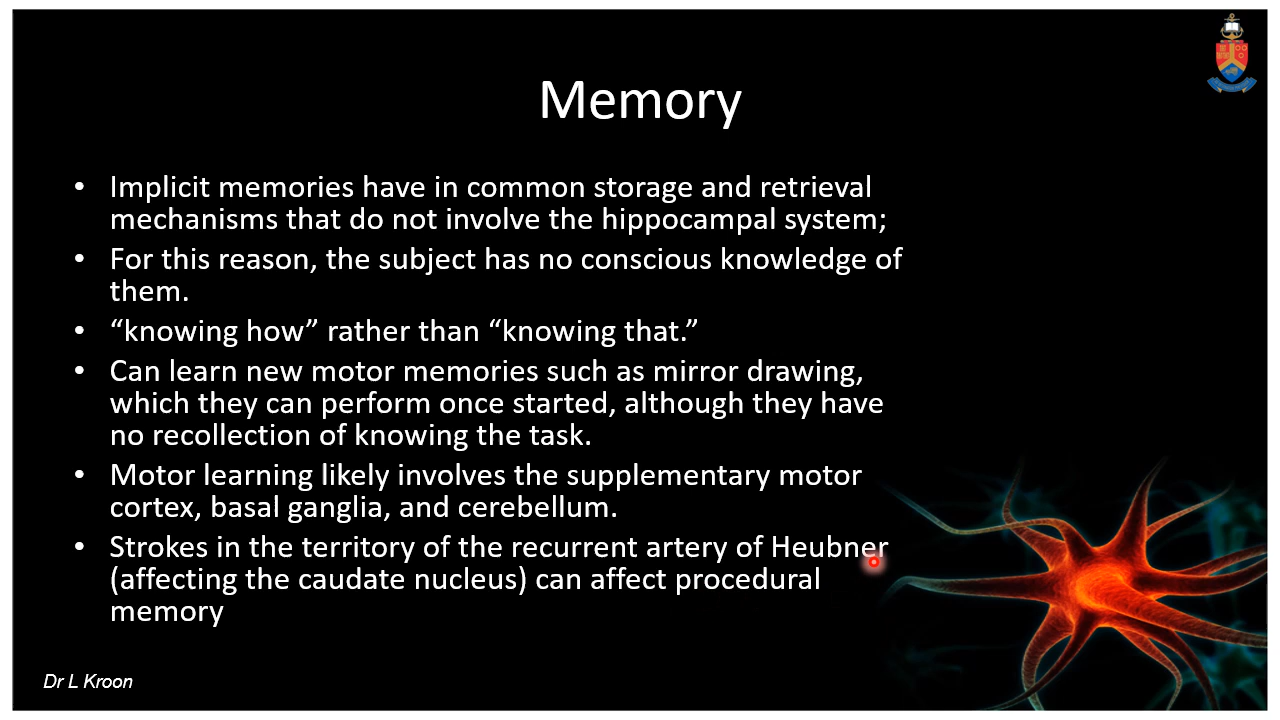 Memory
• Implicit memories have in common storage and retrieval
mechanisms that do not involve the hippocampal system;
• For this reason, the subject has no conscious knowledge of
them.
• “knowing how” rather than “knowing that.”
• Can learn new motor memories such as mirror drawing,
which they can perform once started, although they have
no recollection of knowing the task.
• Motor learning likely involves the supplementary motor
cortex, basal ganglia, and cerebellum.
• Strokes in the territory of the recurrent artery of Heubner
(affecting the caudate nucleus) can affect procedural
memory
Dr L Kroon